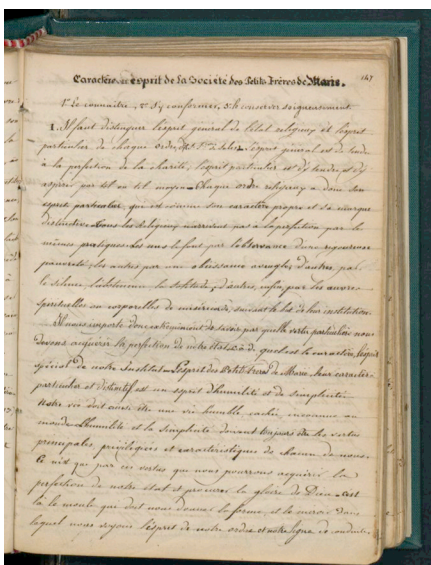 147
Caractère et esprit de la Société des Petits Frères de Marie.
1° Le connaître, 2° s'y conformer, 3° le conserver soigneusement.
1. Il faut distinguer l'esprit général de l'état religieux et l'esprit
particulier de chaque ordre, dit St de Sales. L'esprit général est de tendre
à la perfection de la charité, l'esprit particulier est d'y tendre et d'y
aspirer par tel ou tel moyen. Chaque ordre religieux a donc son
esprit particulier, qui est comme son caractère propre et sa marque
distinctive. Tous les religieux n'arrivent pas à la perfection par les
mêmes pratiques. Les uns le font par l'observance d'une rigoureuse
pauvreté; les autres par une obéissance aveugle; d'autres, par
le silence, l'abstinence, la solitude; d'autres, enfin, par les œuvres
spirituelles ou corporelles de miséricorde, suivant le but de leur institution.
Il nous importe donc extrêmement de savoir par quelle vertu particulière nous
devons acquérir la perfection de notre état, c. à d. quel est le caractère, l'esprit
spécial de notre Institut. L'esprit des Petits Frères de Marie, leur caractère
particulier et distinctif est un esprit d'humilité et de simplicité.
Notre vie doit être une vie humble, cachée, inconnue au
monde. L'humilité et la simplicité doivent toujours être les vertus
principales, privilégiées et caractéristiques de chacun de nous.
Ce n'est que par ces vertus que nous pourrons acquérir la
perfection de notre état et procurer la gloire de Dieu. C'est
là le moule qui doit nous donner la forme, et le miroir dans
lequel nous voyons l'esprit de notre ordre et notre ligne de conduite.